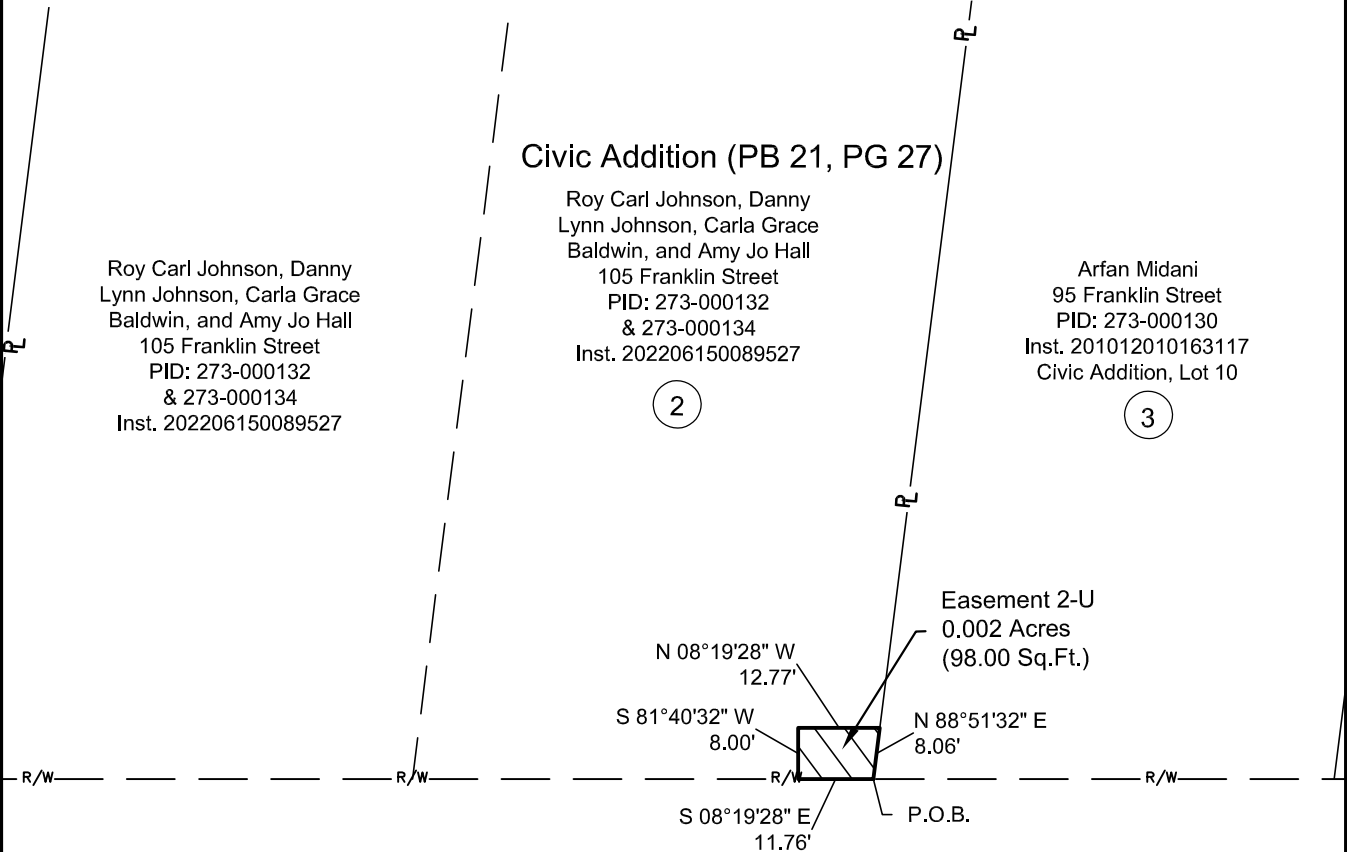 PL
Civic Addition (PB 21, PG 27)
Roy Carl Johnson, Danny
Lynn Johnson, Carla Grace
Baldwin, and Amy Jo Hall
105 Franklin Street
PID: 273-000132
& 273-000134
Inst. 202206150089527
2
Roy Carl Johnson, Danny
Lynn Johnson, Carla Grace
Baldwin, and Amy Jo Hall
105 Franklin Street
PID: 273-000132
& 273-000134
Inst. 202206150089527
PL
Arfan Midani
95 Franklin Street
PID: 273-000130
Inst. 201012010163117
Civic Addition, Lot 10
3
PL
Easement 2-U
0.002 Acres
(98.00 Sq.Ft.)
N 08°19'28" W
12.77'
S 81°40'32" W
8.00'
N 88°51'32" E
8.06'
R/W
R/W
R/W
R/W
S 08°19'28" E
11.76'
P.O.B.